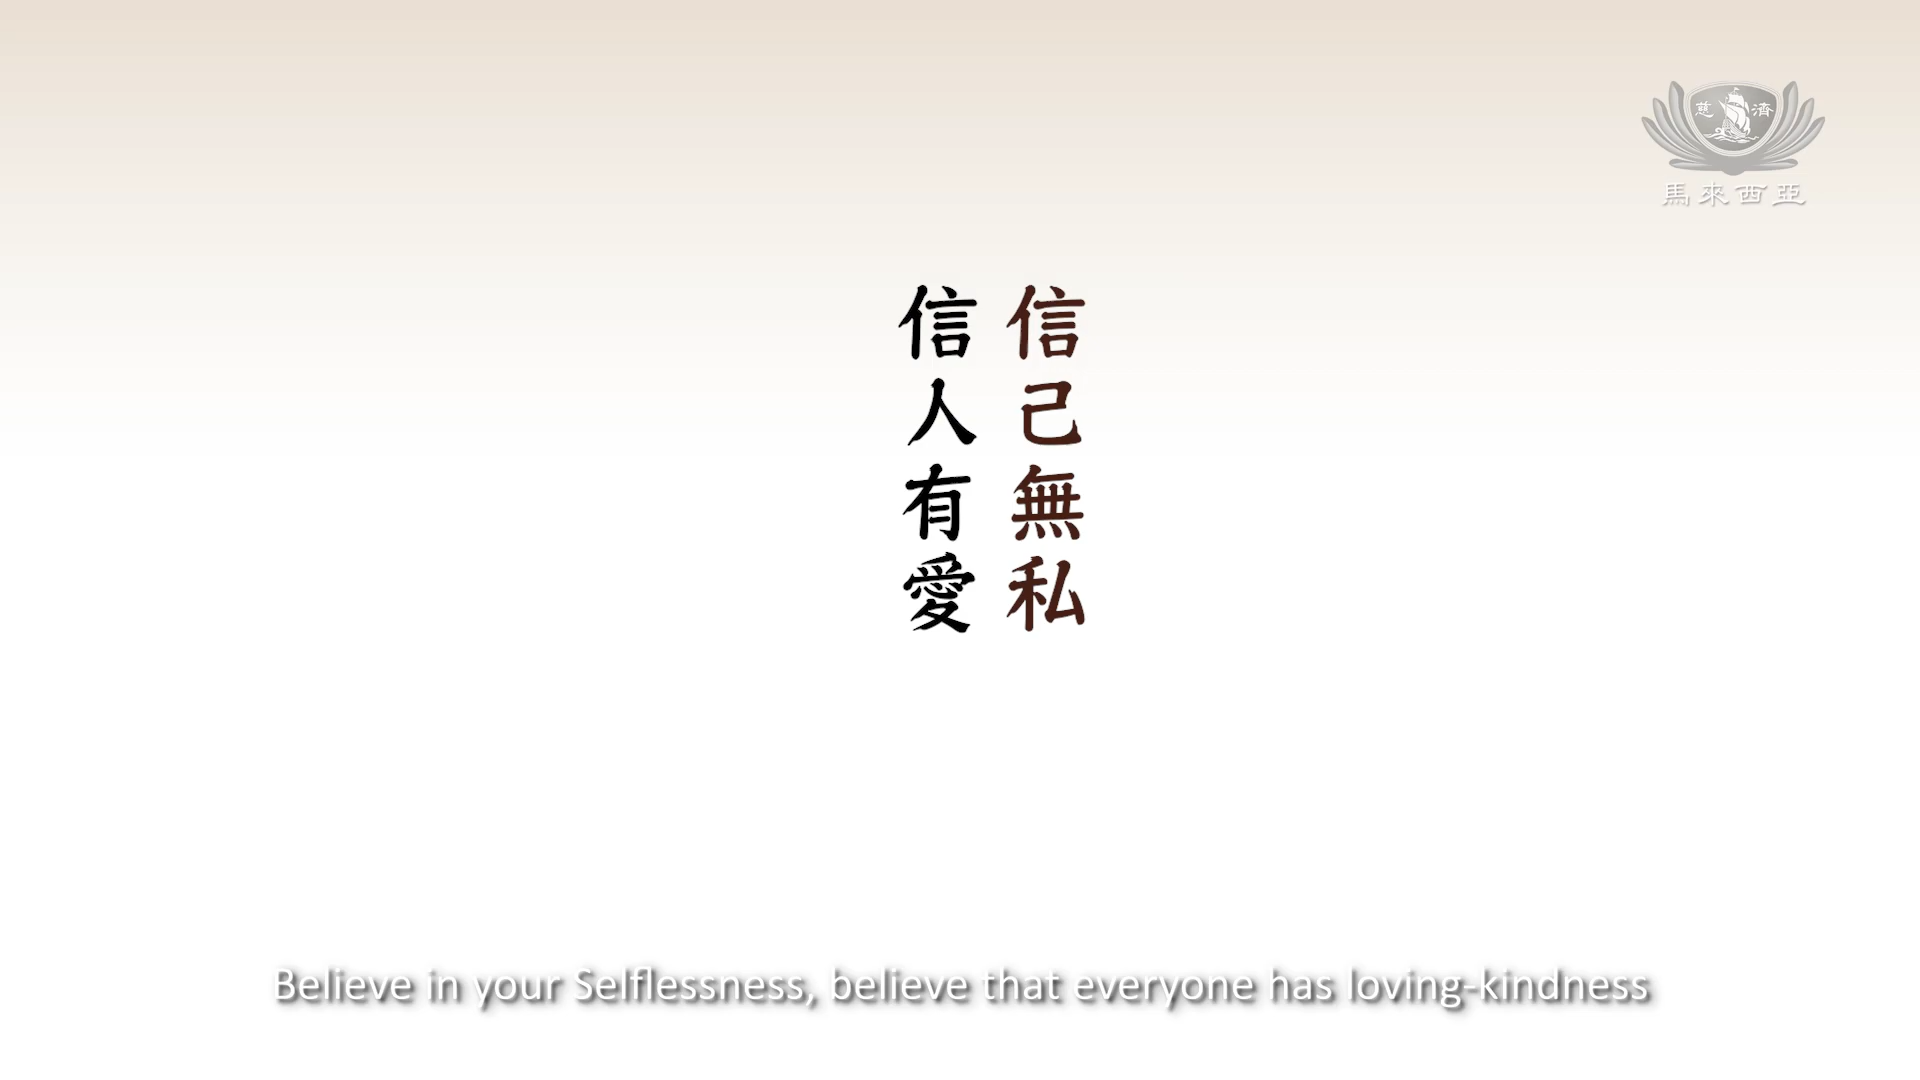 慈濟
馬來西亞
信己無私
信人有愛
Believe in your Selflessness, believe that everyone has loving-kindness